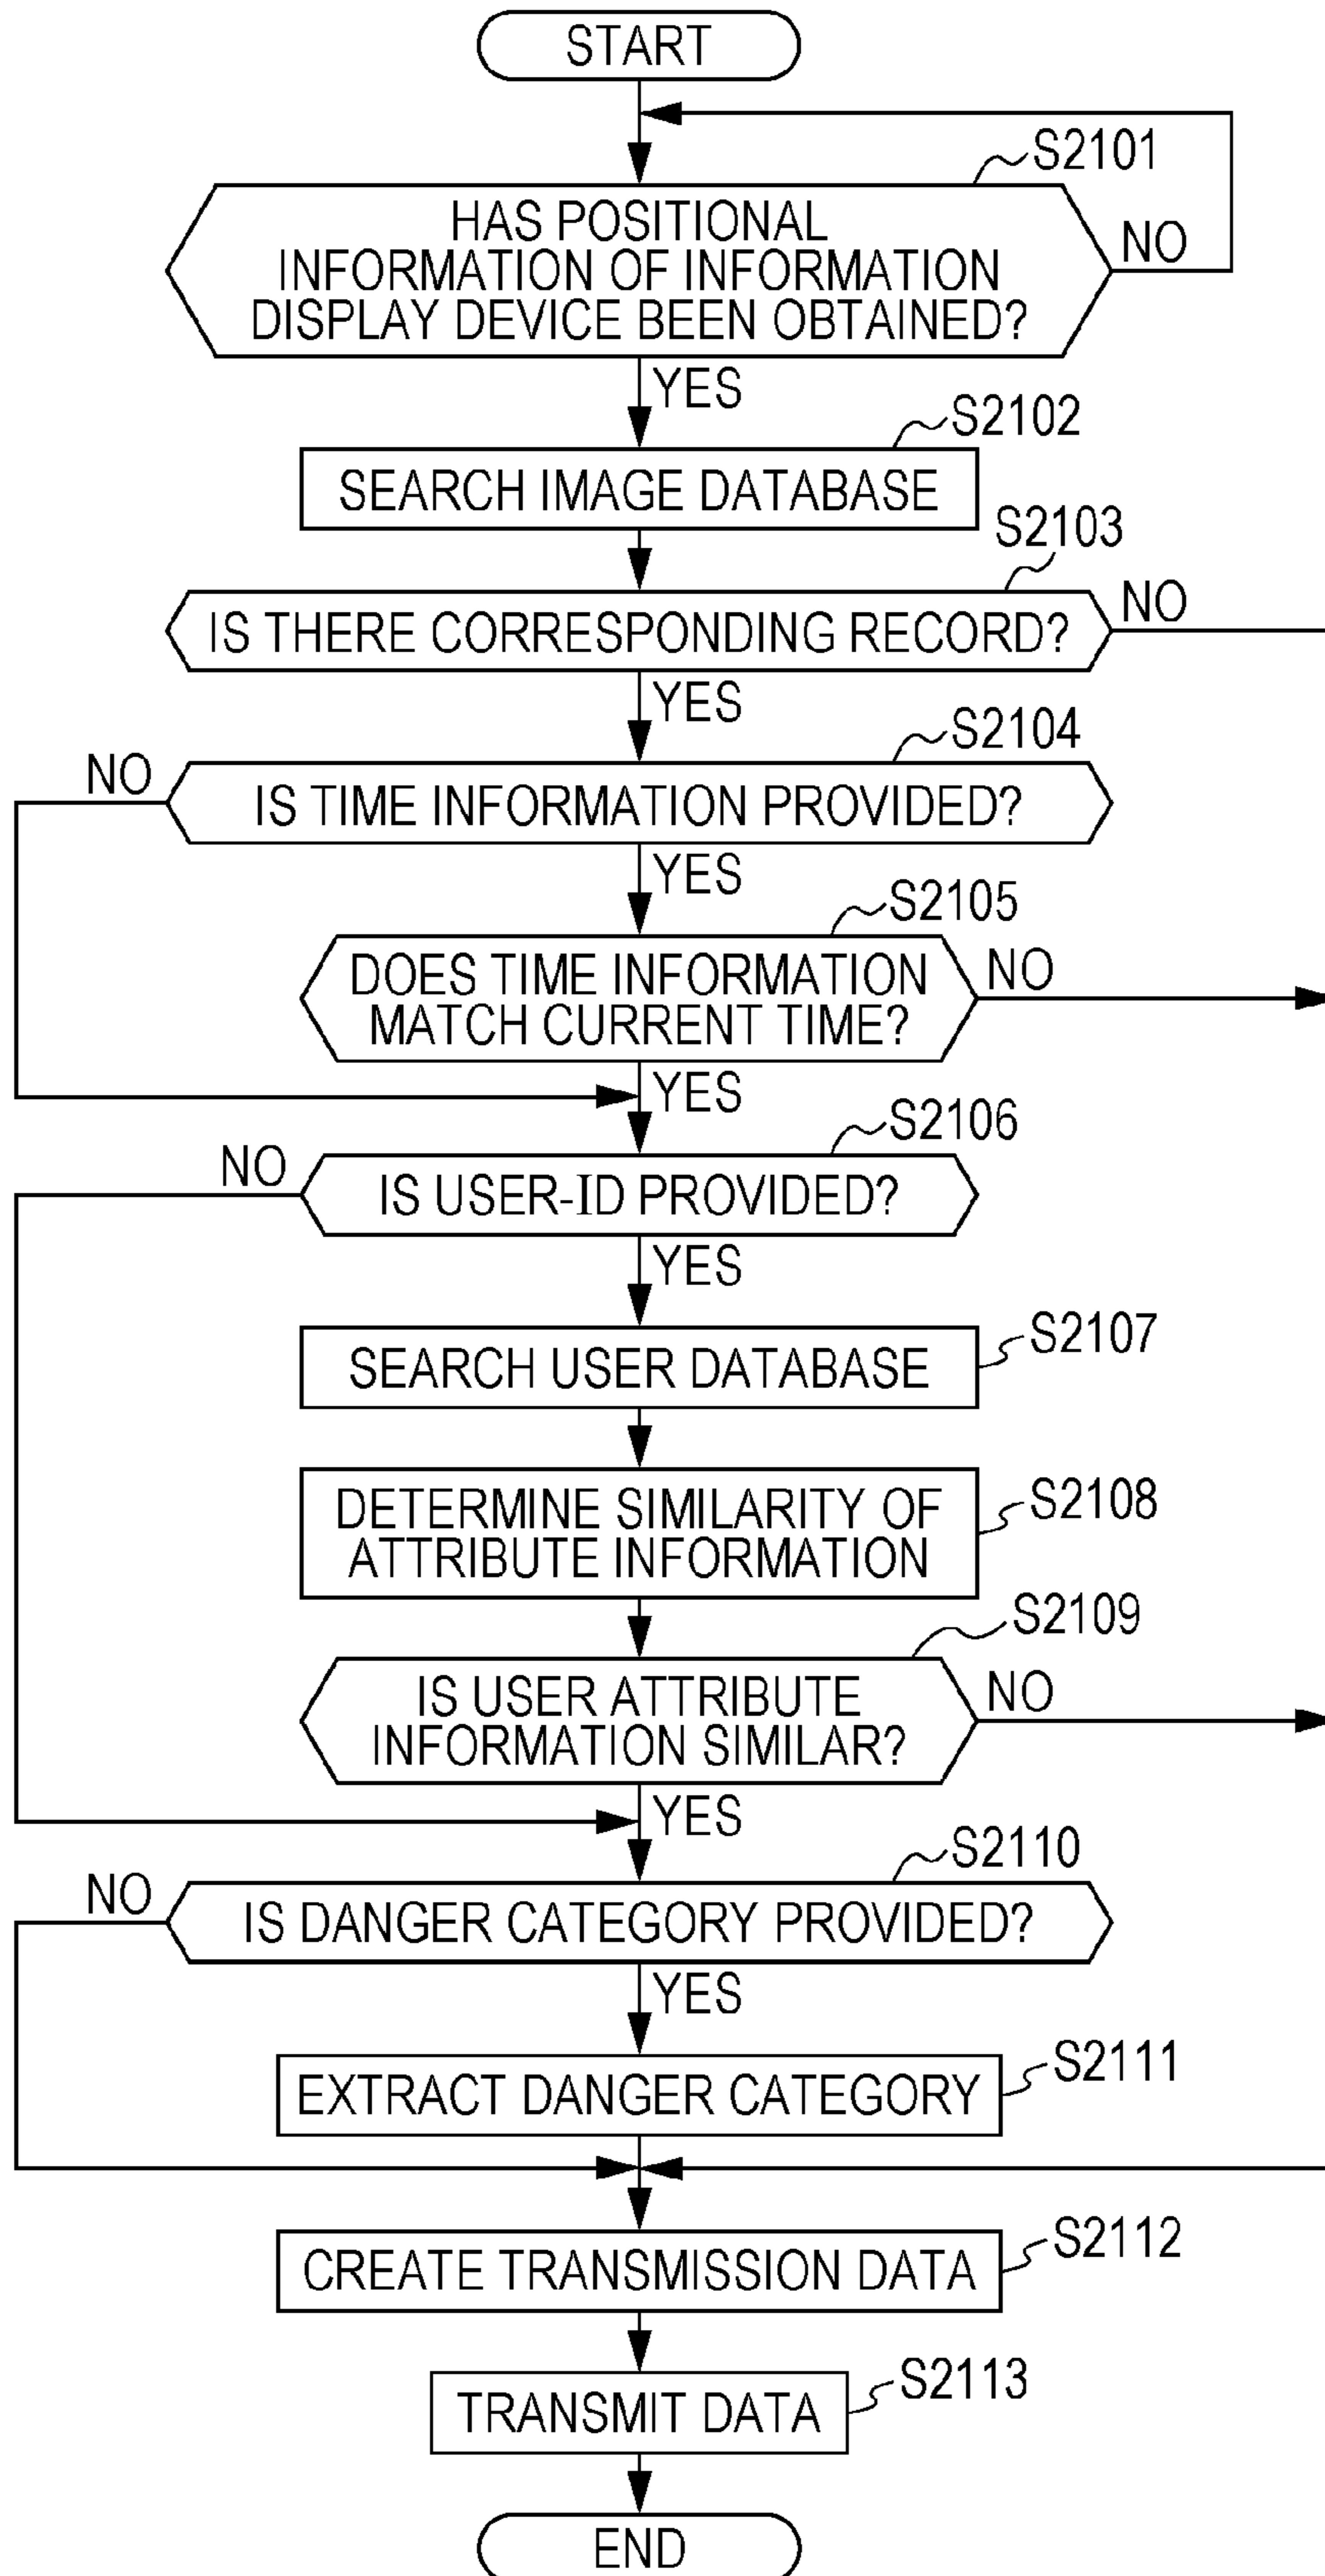 START
S2101
HAS POSITIONAL
INFORMATION OF INFORMATION
DISPLAY DEVICE BEEN OBTAINED?
NO
YES
S2102
SEARCH IMAGE DATABASE
S2103
IS THERE CORRESPONDING RECORD?
NO
YES
S2104
NO
IS TIME INFORMATION PROVIDED?
YES
S2105
DOES TIME INFORMATION
MATCH CURRENT TIME?
NO
YES
S2106
NO
IS USER-ID PROVIDED?
YES
S2107
SEARCH USER DATABASE
S2108
DETERMINE SIMILARITY OF
ATTRIBUTE INFORMATION
S2109
IS USER ATTRIBUTE
INFORMATION SIMILAR?
NO
YES
S2110
NO
IS DANGER CATEGORY PROVIDED?
YES
S2111
EXTRACT DANGER CATEGORY
S2112
CREATE TRANSMISSION DATA
S2113
TRANSMIT DATA
END